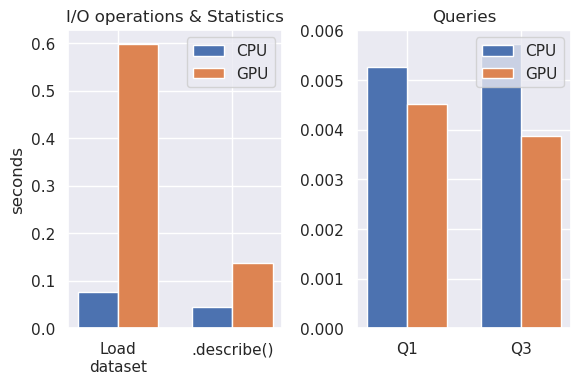 I/O operations & Statistics
CPU
GPU
seconds
0.6
0.5
0.4
0.3
0.2
0.1
0.0
Load
dataset
.describe()
Queries
CPU
GPU
0.006
0.005
0.004
0.003
0.002
0.001
0.000
Q1
Q3